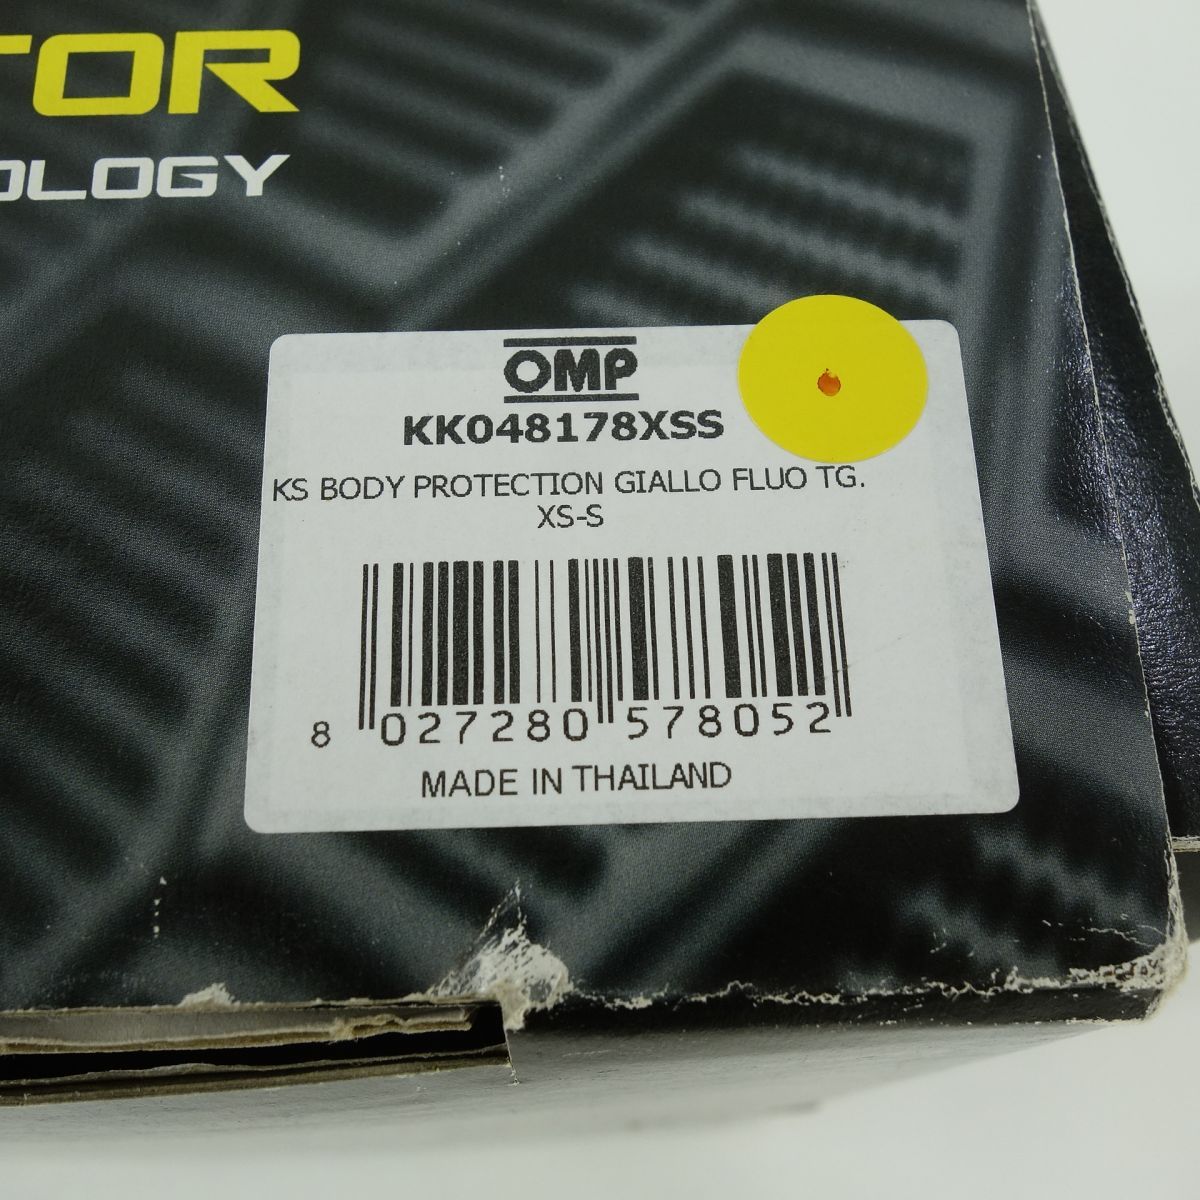 TOR
OLOGY
OMP
KK048178XSS
KS BODY PROTECTION GIALLO FLUO TG.
XS-S
8 027280 578052
MADE IN THAILAND